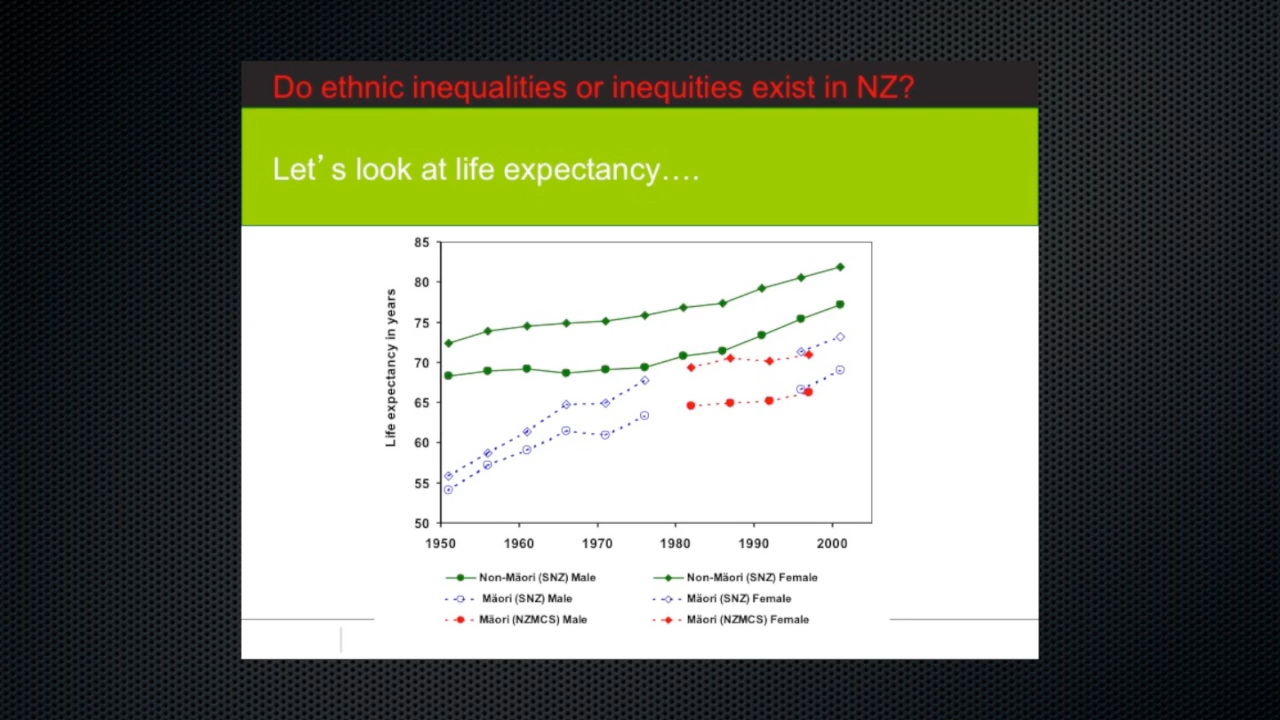 Do ethnic inequalities or inequities exist in NZ?
Let’s look at life expectancy….
85
80
75
70
65
60
55
50
Life expectancy in years
1950 1960 1970 1980 1990 2000
Non-Māori (SNZ) Male Non-Māori (SNZ) Female
Māori (SNZ) Male Māori (SNZ) Female
Māori (NZMCS) Male Māori (NZMCS) Female